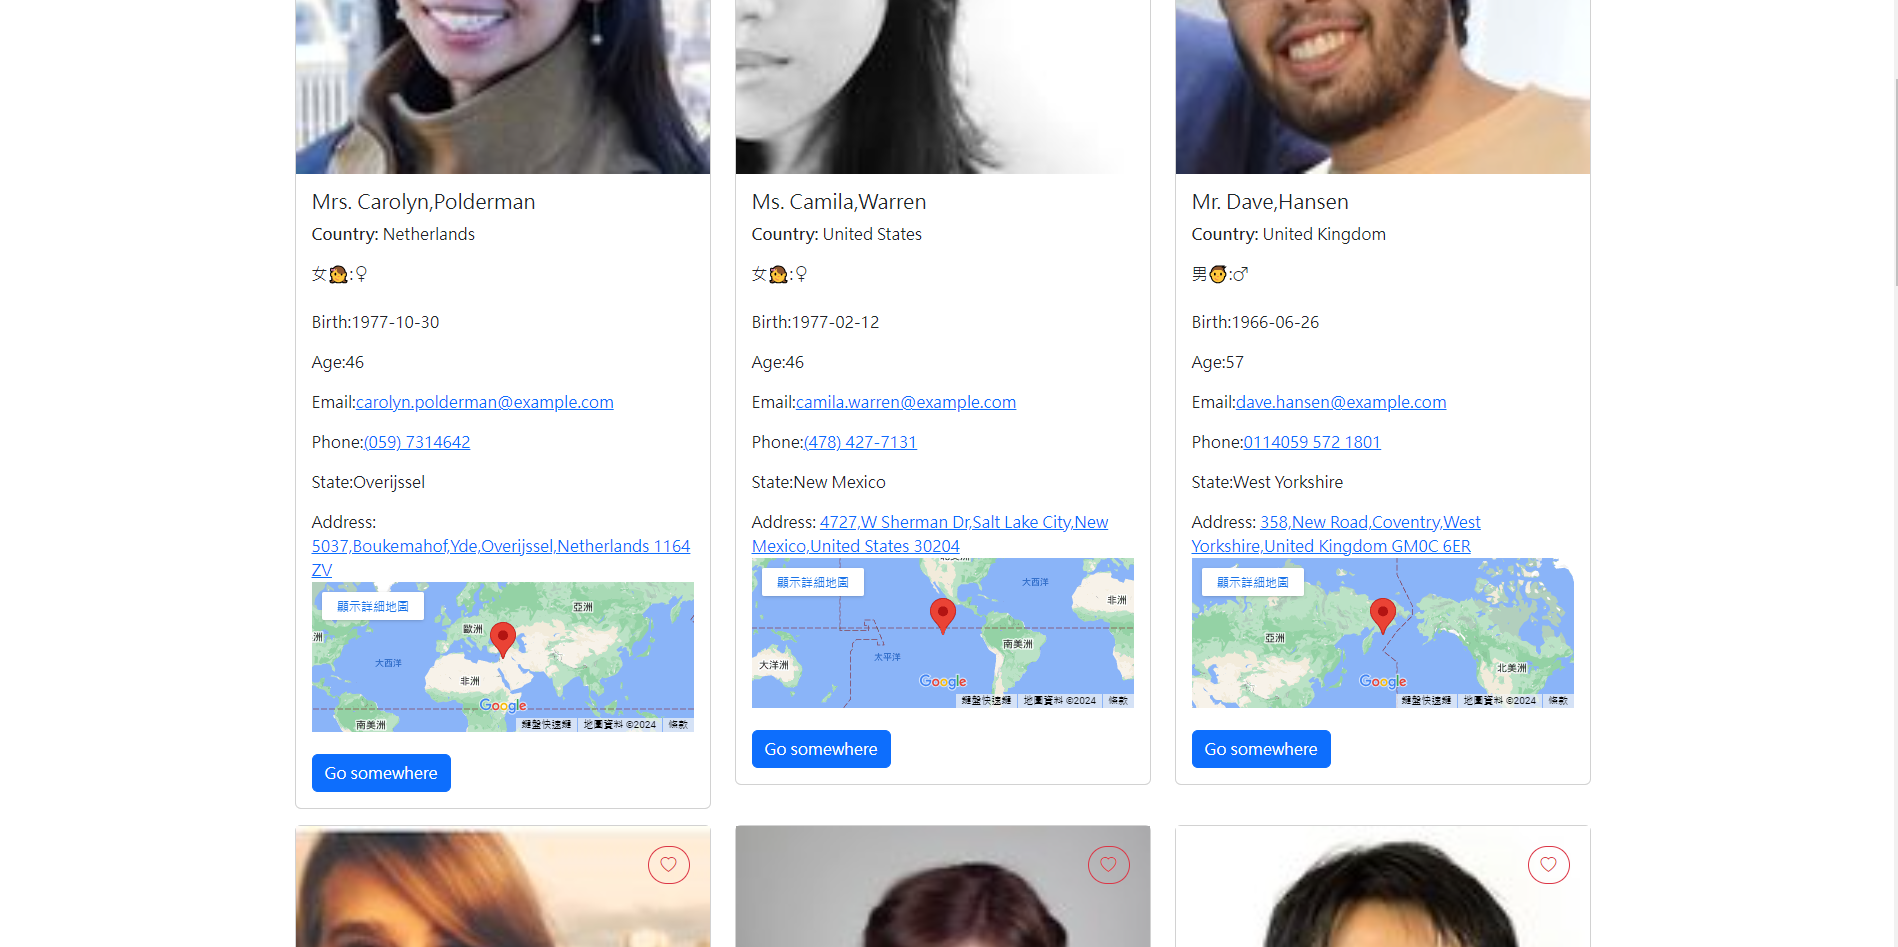 Mrs. Carolyn,Polderman
Country: Netherlands
女👩:♀
Birth:1977-10-30
Age:46
Email:carolyn.polderman@example.com
Phone:(059) 7314642
State:Overijssel
Address:
5037,Boukemahof,Yde,Overijssel,Netherlands 1164
ZV
顯示詳細地圖
亞洲
歐洲
洲
大西洋
非洲
Google
南美洲
鍵盤快速鍵
地圖資料 ©2024
條款
Go somewhere
Ms. Camila,Warren
Country: United States
女👩:♀
Birth:1977-02-12
Age:46
Email:camila.warren@example.com
Phone:(478) 427-7131
State:New Mexico
Address: 4727,W Sherman Dr,Salt Lake City,New
Mexico,United States 30204
北美洲
顯示詳細地圖
大西洋
非洲
南美洲
太平洋
大洋洲
Google
鍵盤快速鍵
地圖資料 ©2024
條款
Go somewhere
Mr. Dave,Hansen
Country: United Kingdom
男👨:♂
Birth:1966-06-26
Age:57
Email:dave.hansen@example.com
Phone:0114059 572 1801
State:West Yorkshire
Address: 358,New Road,Coventry,West
Yorkshire,United Kingdom GM0C 6ER
顯示詳細地圖
亞洲
北美洲
Google
鍵盤快速鍵
地圖資料 ©2024
條款
Go somewhere